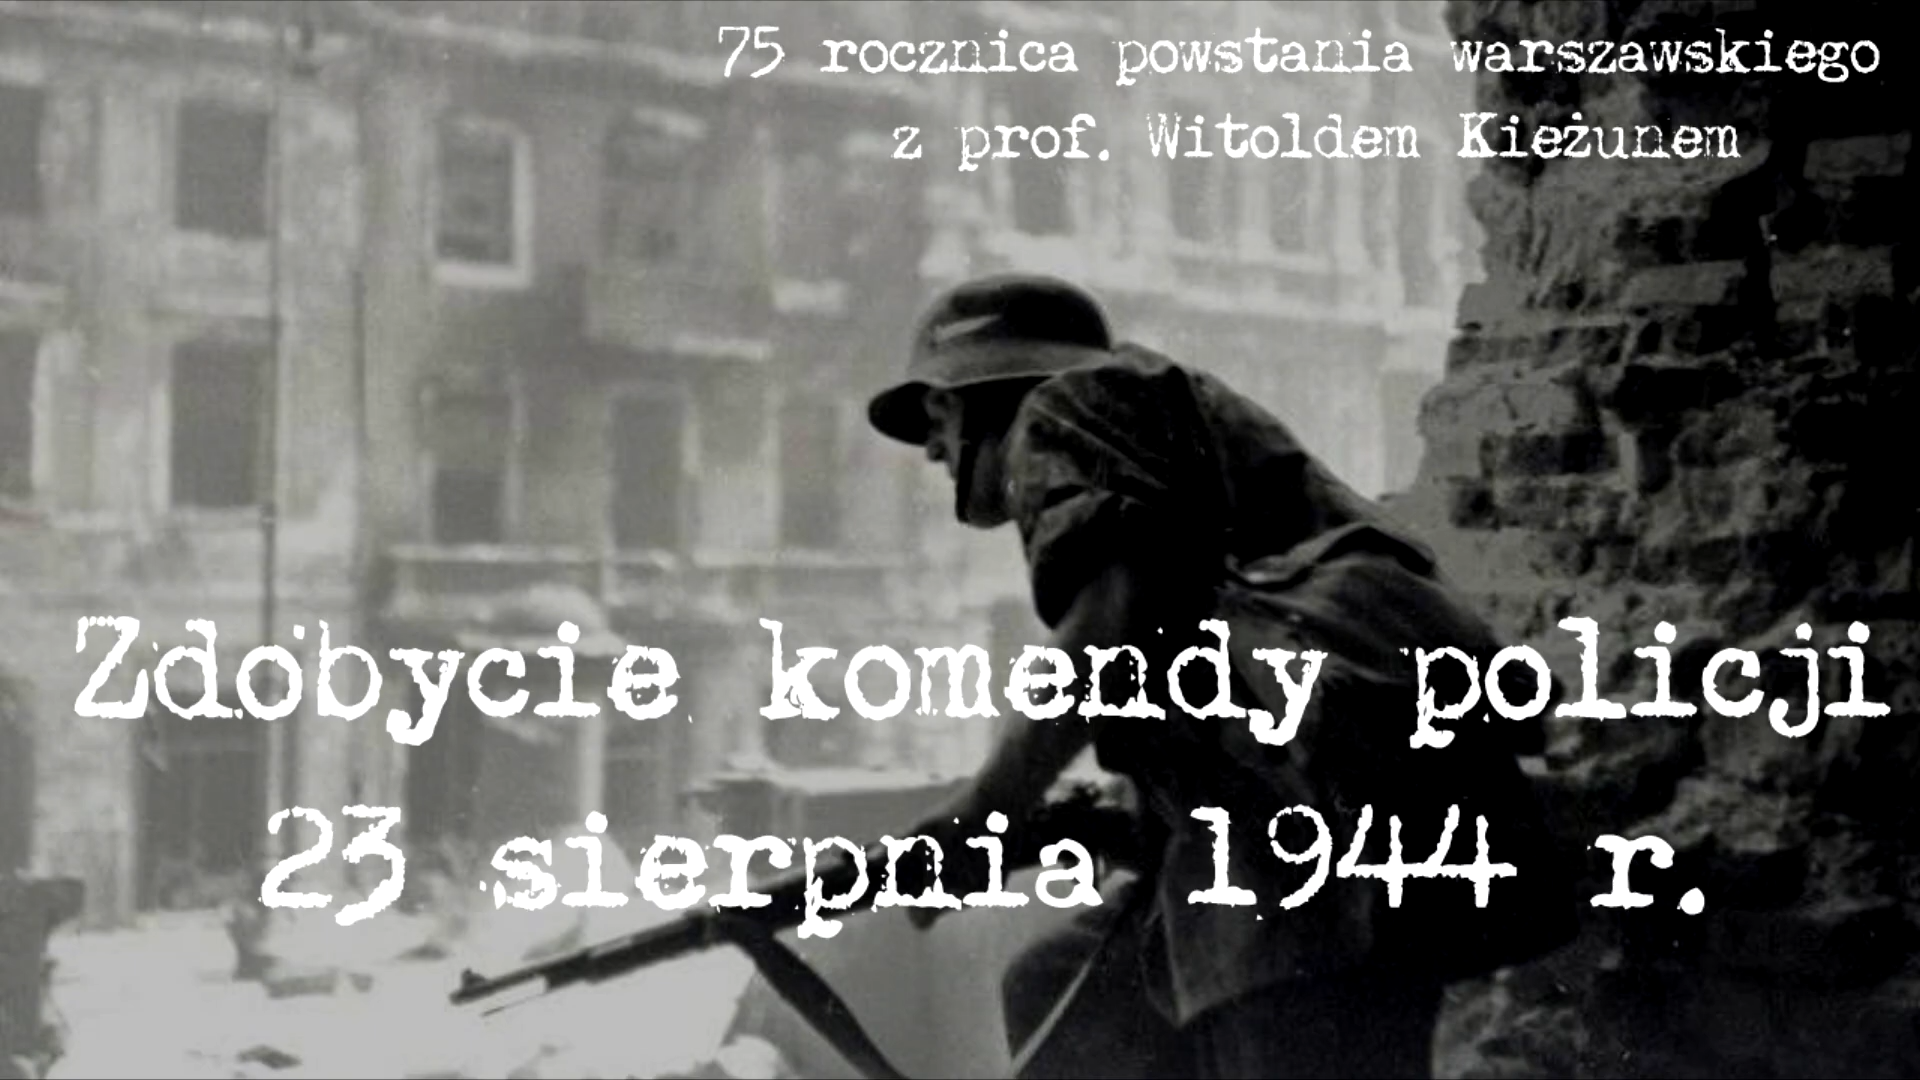 75 rocznica powstania warszawskiego
z prof. Witoldem Kieżunem
Zdobycie komendy policji
23 sierpnia 1944 r.